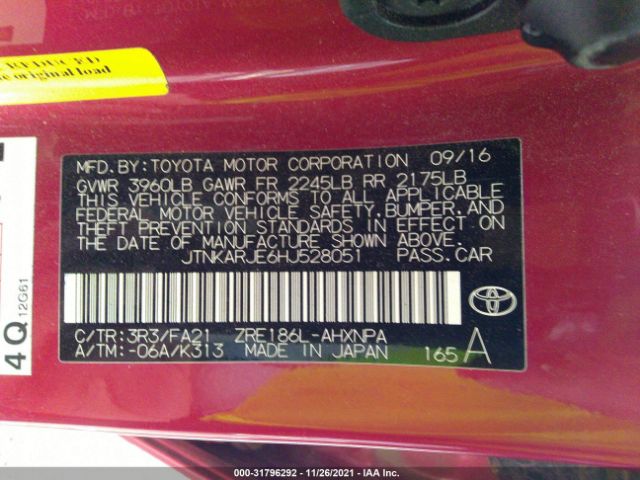 REDUCED
original load
MFD.BY:TOYOTA MOTOR CORPORATION 09/16
GVWR 3960LB GAWR FR 2245LB RR 2175LB
THIS VEHICLE CONFORMS TO ALL APPLICABLE
FEDERAL MOTOR VEHICLE SAFETY,BUMPER,AND
THEFT PREVENTION STANDARDS IN EFFECT ON
THE DATE OF MANUFACTURE SHOWN ABOVE.
JTNKARJE6HJ528051 PASS.CAR
C/TR:3R3/FA21 ZRE186L-AHXNPA
A/TM:-06A/K313 MADE IN JAPAN 165 A
TOYOTA
4Q 12G61
000-31796292 - 11/26/2021 - IAA Inc.